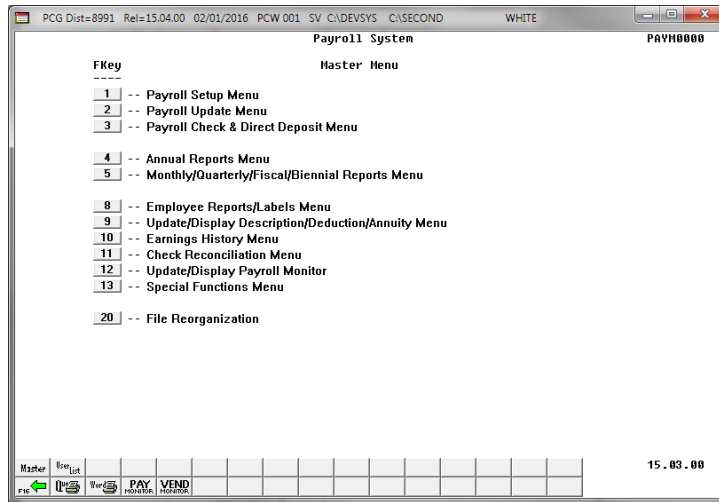 PCG Dist=8991 Rel=15.04.00 02/01/2016 PCW 001 SV C:\DEVSYS C:\SECOND WHITE
Payroll System PAYM0000
FKey Master Menu
----
1 -- Payroll Setup Menu
2 -- Payroll Update Menu
3 -- Payroll Check & Direct Deposit Menu
4 -- Annual Reports Menu
5 -- Monthly/Quarterly/Fiscal/Biennial Reports Menu
8 -- Employee Reports/Labels Menu
9 -- Update/Display Description/Deduction/Annuity Menu
10 -- Earnings History Menu
11 -- Check Reconciliation Menu
12 -- Update/Display Payroll Monitor
13 -- Special Functions Menu
20 -- File Reorganization
Master User List 15.03.00
F16 Que Word PAY MONITOR VEND MONITOR